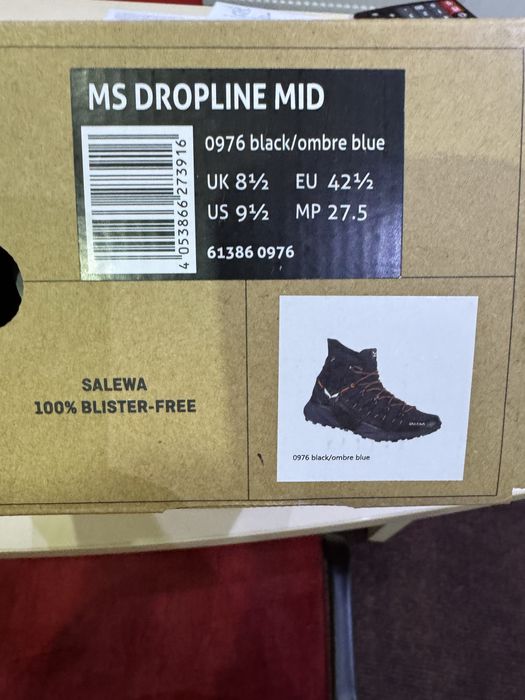 MS DROPLINE MID
0976 black/ombre blue
UK 8½ EU 42½
US 9½ MP 27.5
61386 0976
4 053866 273916
SALEWA
100% BLISTER-FREE
0976 black/ombre blue